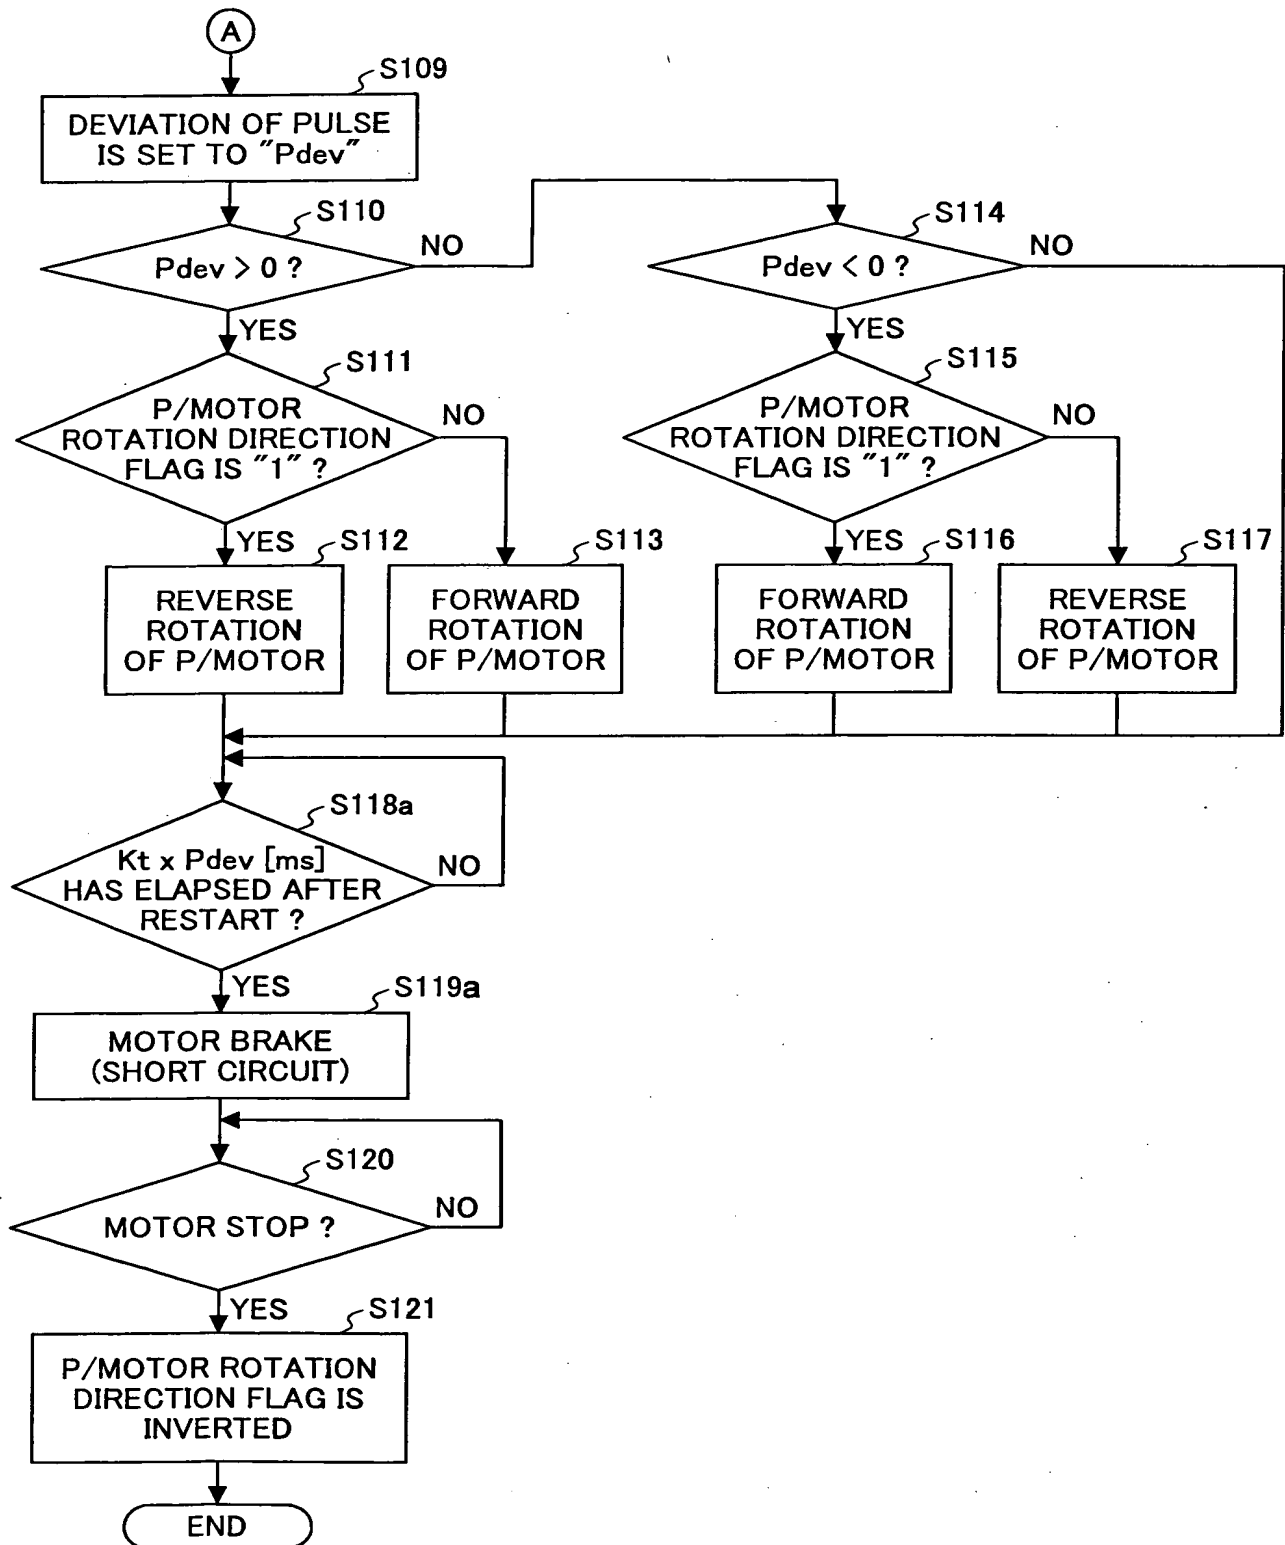 A
S109
DEVIATION OF PULSE
IS SET TO "Pdev"
S110
Pdev > 0 ?
NO
YES
S114
Pdev < 0 ?
NO
YES
S111
P/MOTOR
ROTATION DIRECTION
FLAG IS "1" ?
NO
YES
S115
P/MOTOR
ROTATION DIRECTION
FLAG IS "1" ?
NO
YES
S112
REVERSE
ROTATION
OF P/MOTOR
S113
FORWARD
ROTATION
OF P/MOTOR
S116
FORWARD
ROTATION
OF P/MOTOR
S117
REVERSE
ROTATION
OF P/MOTOR
S118a
Kt x Pdev [ms]
HAS ELAPSED AFTER
RESTART ?
NO
YES
S119a
MOTOR BRAKE
(SHORT CIRCUIT)
S120
MOTOR STOP ?
NO
YES
S121
P/MOTOR ROTATION
DIRECTION FLAG IS
INVERTED
END